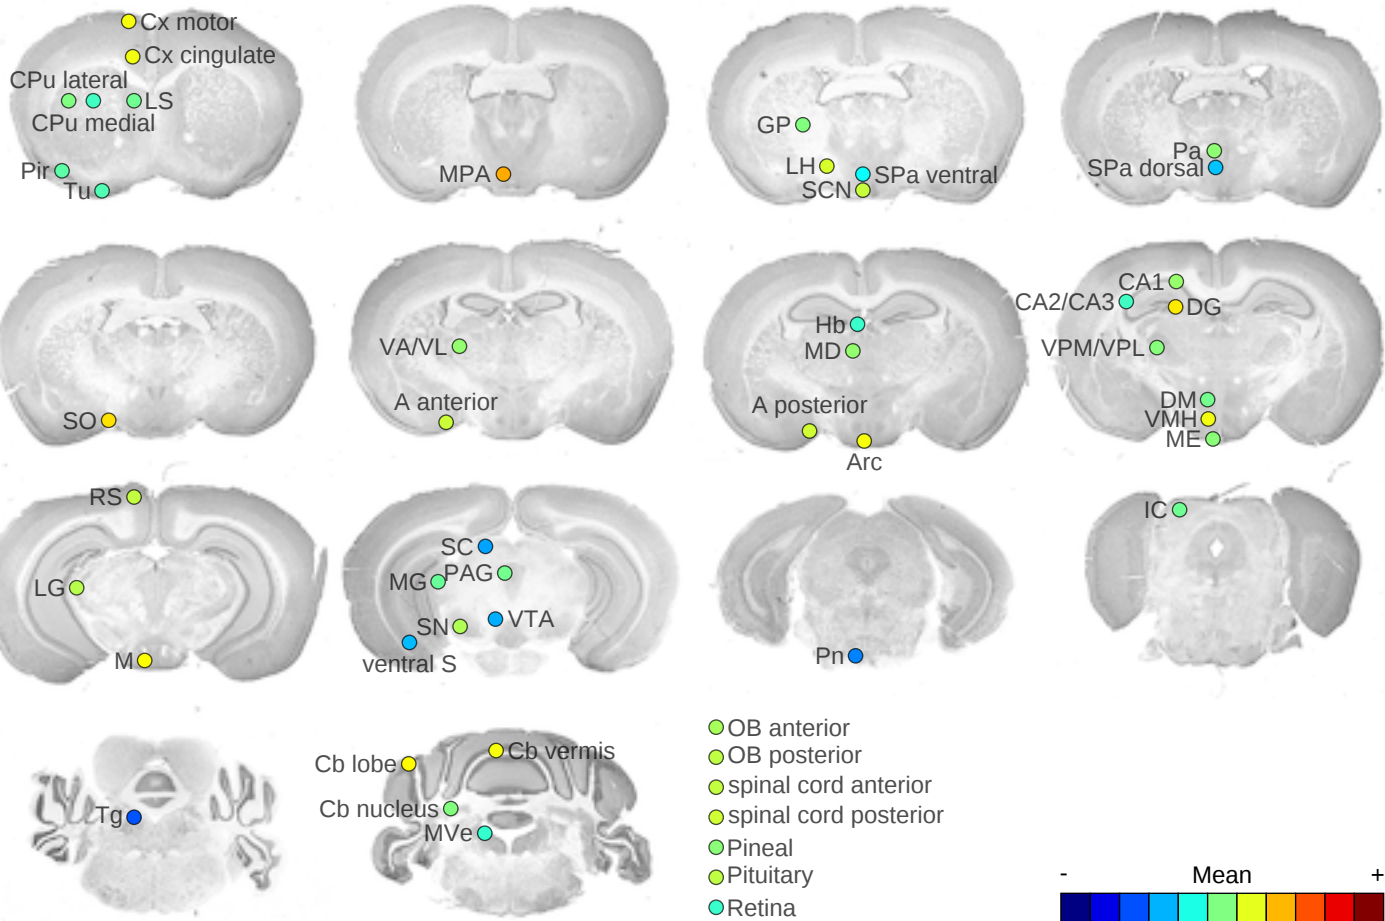 Cx motor
Cx cingulate
CPu lateral
LS
CPu medial
Pir
Tu
MPA
GP
LH
SPa ventral
SCN
Pa
SPa dorsal
SO
VA/VL
A anterior
Hb
MD
A posterior
Arc
CA1
CA2/CA3
DG
VPM/VPL
DM
VMH
ME
RS
LG
M
SC
PAG
MG
VTA
SN
ventral S
Pn
IC
Tg
Cb lobe
Cb vermis
Cb nucleus
MVe
OB anterior
OB posterior
spinal cord anterior
spinal cord posterior
Pineal
Pituitary
Retina
- Mean +